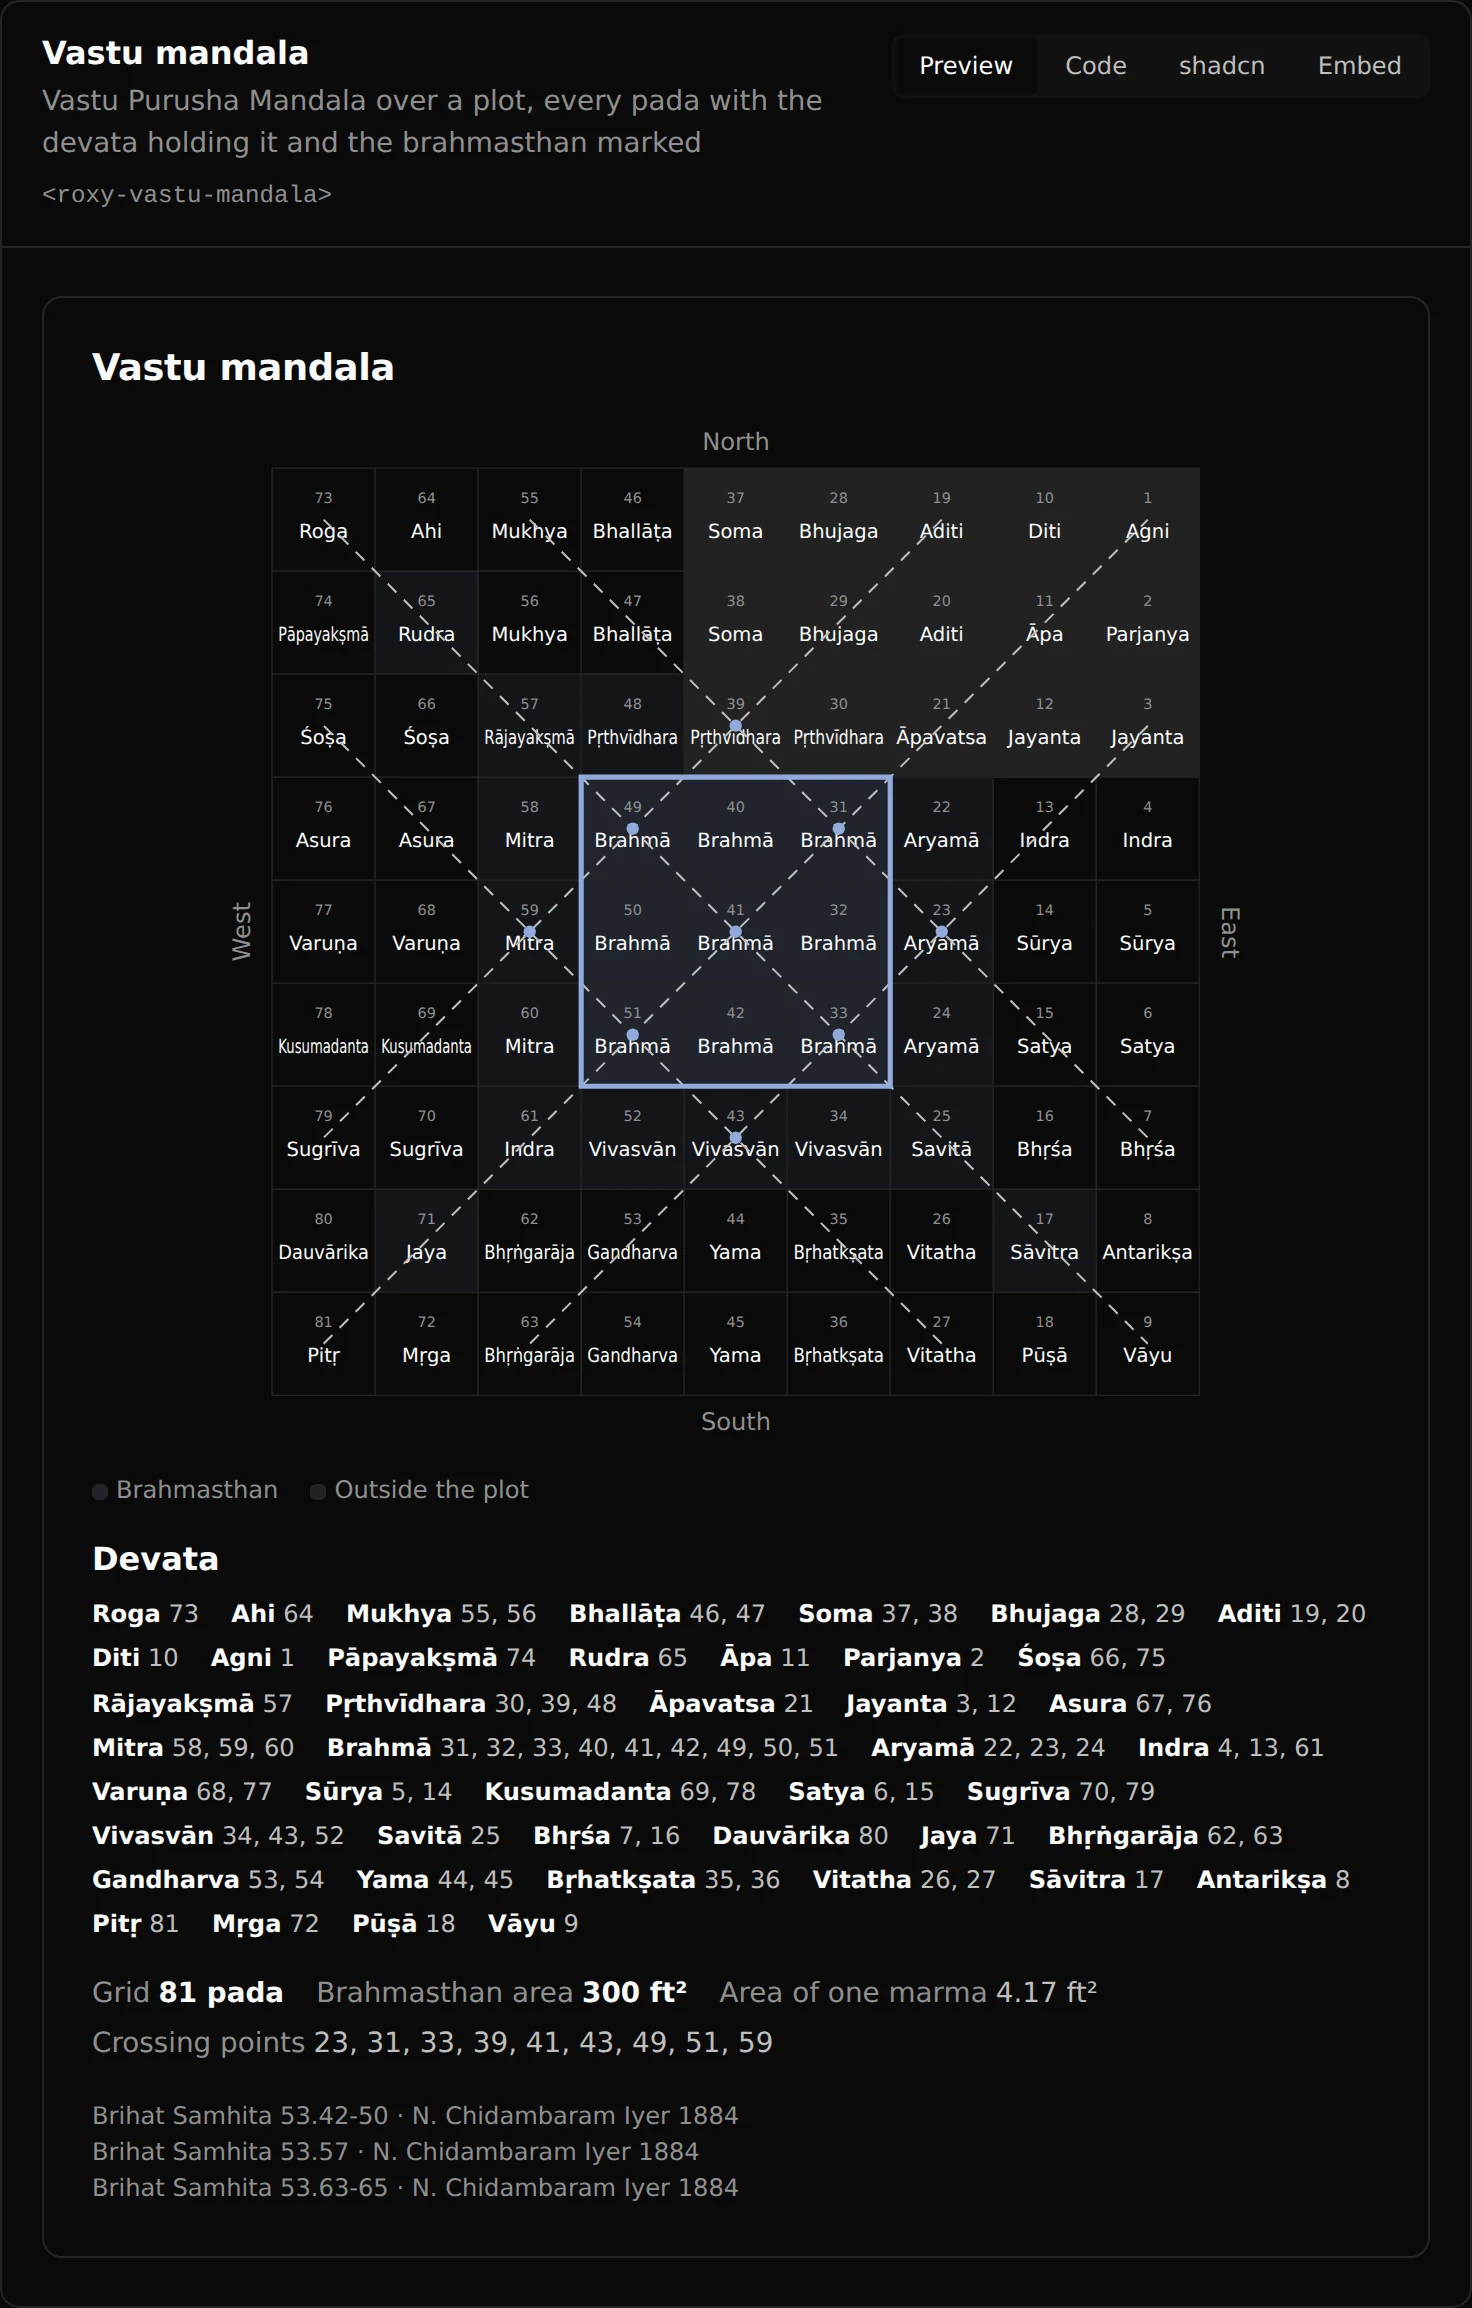 Vastu mandala
Preview Code shadcn Embed
Vastu Purusha Mandala over a plot, every pada with the
devata holding it and the brahmasthan marked
<roxy-vastu-mandala>
Vastu mandala
North
73 64 55 46 37 28 19 10 1
Roga Ahi Mukhya Bhallāṭa Soma Bhujaga Aditi Diti Agni
74 65 56 47 38 29 20 11 2
Pāpayakṣmā Rudra Mukhya Bhallāṭa Soma Bhujaga Aditi Āpa Parjanya
75 66 57 48 39 30 21 12 3
Śoṣa Śoṣa Rājayakṣmā Pṛthvīdhara Pṛthvīdhara Pṛthvīdhara Āpavatsa Jayanta Jayanta
76 67 58 49 40 31 22 13 4
Asura Asura Mitra Brahmā Brahmā Brahmā Aryamā Indra Indra
West
East
77 68 59 50 41 32 23 14 5
Varuṇa Varuṇa Mitra Brahmā Brahmā Brahmā Aryamā Sūrya Sūrya
78 69 60 51 42 33 24 15 6
Kusumadanta Kusumadanta Mitra Brahmā Brahmā Brahmā Aryamā Satya Satya
79 70 61 52 43 34 25 16 7
Sugrīva Sugrīva Indra Vivasvān Vivasvān Vivasvān Savitā Bhṛśa Bhṛśa
80 71 62 53 44 35 26 17 8
Dauvārika Jaya Bhṛṅgarāja Gandharva Yama Bṛhatkṣata Vitatha Sāvitra Antarikṣa
81 72 63 54 45 36 27 18 9
Pitṛ Mṛga Bhṛṅgarāja Gandharva Yama Bṛhatkṣata Vitatha Pūṣā Vāyu
South
Brahmasthan Outside the plot
Devata
Roga 73 Ahi 64 Mukhya 55, 56 Bhallāṭa 46, 47 Soma 37, 38 Bhujaga 28, 29 Aditi 19, 20
Diti 10 Agni 1 Pāpayakṣmā 74 Rudra 65 Āpa 11 Parjanya 2 Śoṣa 66, 75
Rājayakṣmā 57 Pṛthvīdhara 30, 39, 48 Āpavatsa 21 Jayanta 3, 12 Asura 67, 76
Mitra 58, 59, 60 Brahmā 31, 32, 33, 40, 41, 42, 49, 50, 51 Aryamā 22, 23, 24 Indra 4, 13, 61
Varuṇa 68, 77 Sūrya 5, 14 Kusumadanta 69, 78 Satya 6, 15 Sugrīva 70, 79
Vivasvān 34, 43, 52 Savitā 25 Bhṛśa 7, 16 Dauvārika 80 Jaya 71 Bhṛṅgarāja 62, 63
Gandharva 53, 54 Yama 44, 45 Bṛhatkṣata 35, 36 Vitatha 26, 27 Sāvitra 17 Antarikṣa 8
Pitṛ 81 Mṛga 72 Pūṣā 18 Vāyu 9
Grid 81 pada Brahmasthan area 300 ft² Area of one marma 4.17 ft²
Crossing points 23, 31, 33, 39, 41, 43, 49, 51, 59
Brihat Samhita 53.42-50 · N. Chidambaram Iyer 1884
Brihat Samhita 53.57 · N. Chidambaram Iyer 1884
Brihat Samhita 53.63-65 · N. Chidambaram Iyer 1884